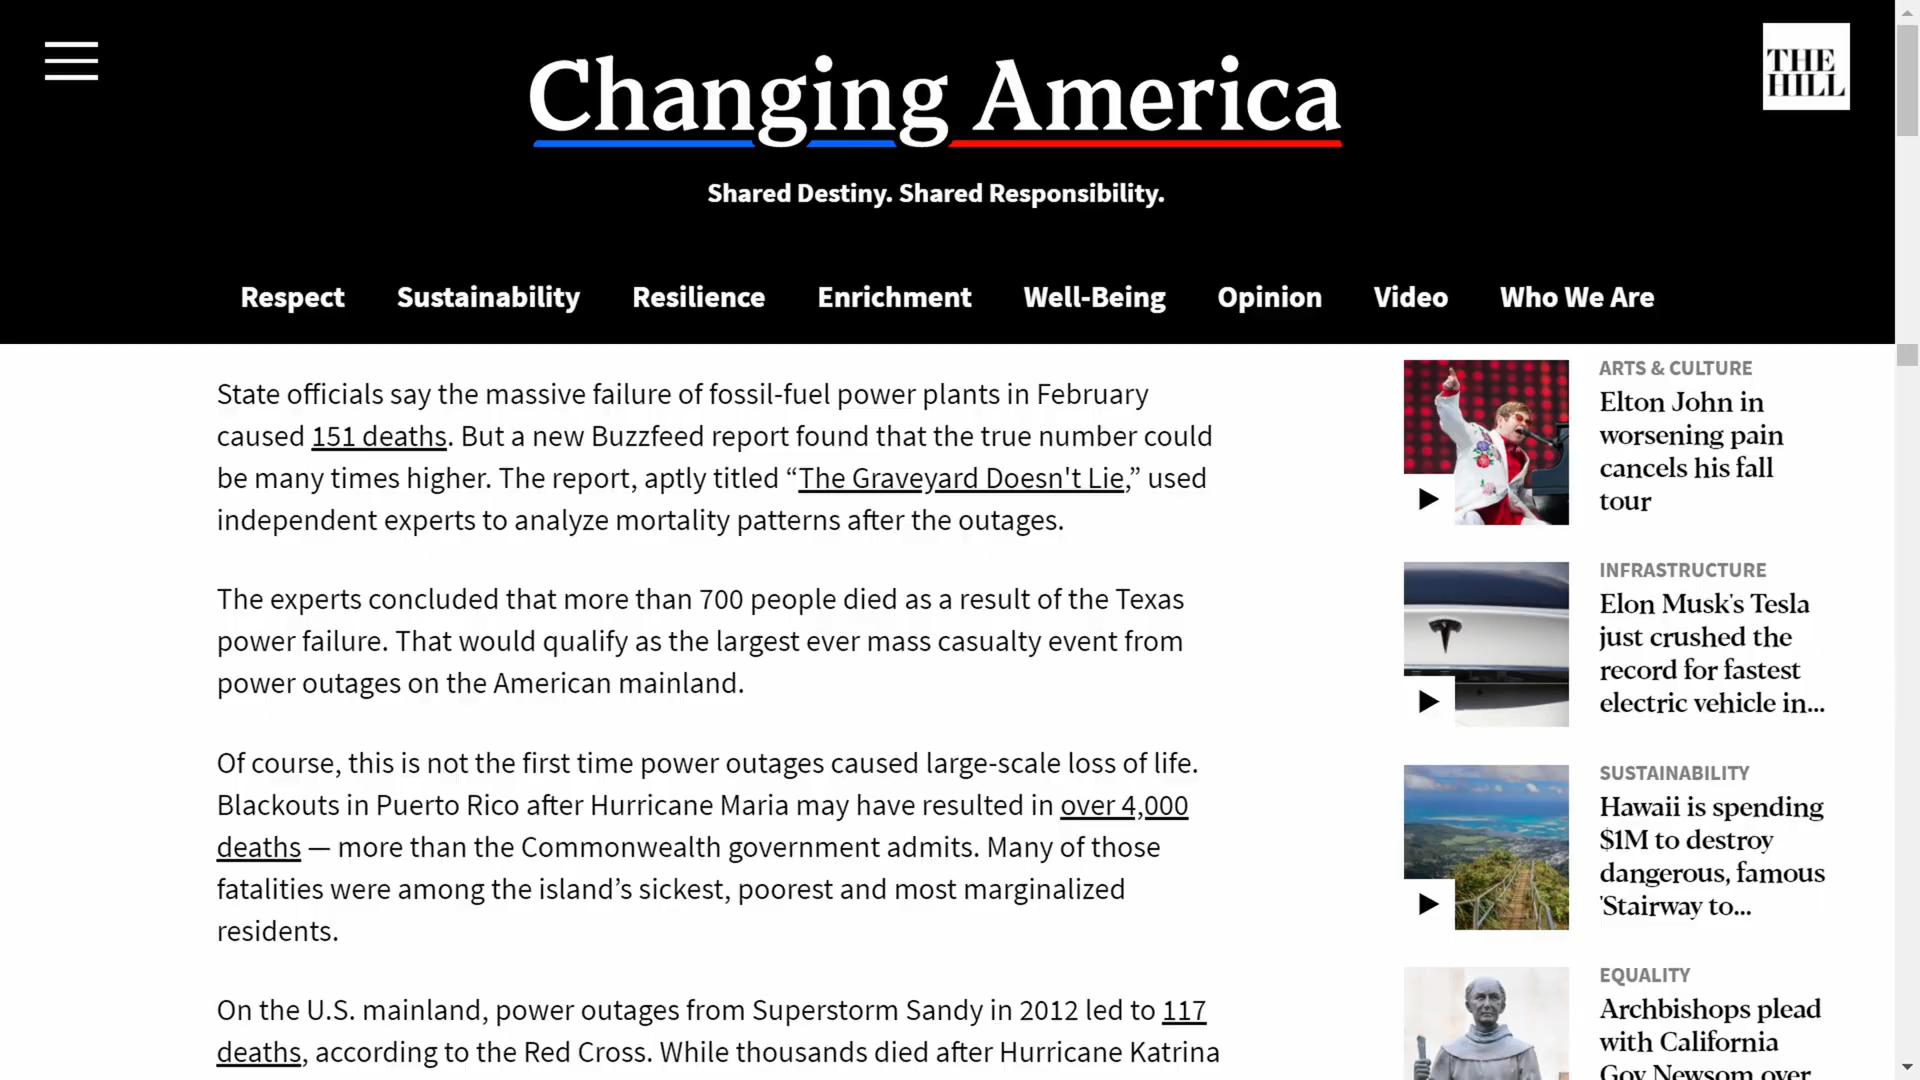 Changing America
THE
HILL
Shared Destiny. Shared Responsibility.
Respect Sustainability Resilience Enrichment Well-Being Opinion Video Who We Are
State officials say the massive failure of fossil-fuel power plants in February
caused 151 deaths. But a new Buzzfeed report found that the true number could
be many times higher. The report, aptly titled “The Graveyard Doesn't Lie,” used
independent experts to analyze mortality patterns after the outages.
The experts concluded that more than 700 people died as a result of the Texas
power failure. That would qualify as the largest ever mass casualty event from
power outages on the American mainland.
Of course, this is not the first time power outages caused large-scale loss of life.
Blackouts in Puerto Rico after Hurricane Maria may have resulted in over 4,000
deaths — more than the Commonwealth government admits. Many of those
fatalities were among the island’s sickest, poorest and most marginalized
residents.
On the U.S. mainland, power outages from Superstorm Sandy in 2012 led to 117
deaths, according to the Red Cross. While thousands died after Hurricane Katrina
ARTS & CULTURE
Elton John in
worsening pain
cancels his fall
tour
INFRASTRUCTURE
Elon Musk's Tesla
just crushed the
record for fastest
electric vehicle in...
SUSTAINABILITY
Hawaii is spending
$1M to destroy
dangerous, famous
'Stairway to...
EQUALITY
Archbishops plead
with California
Gov Newsom over